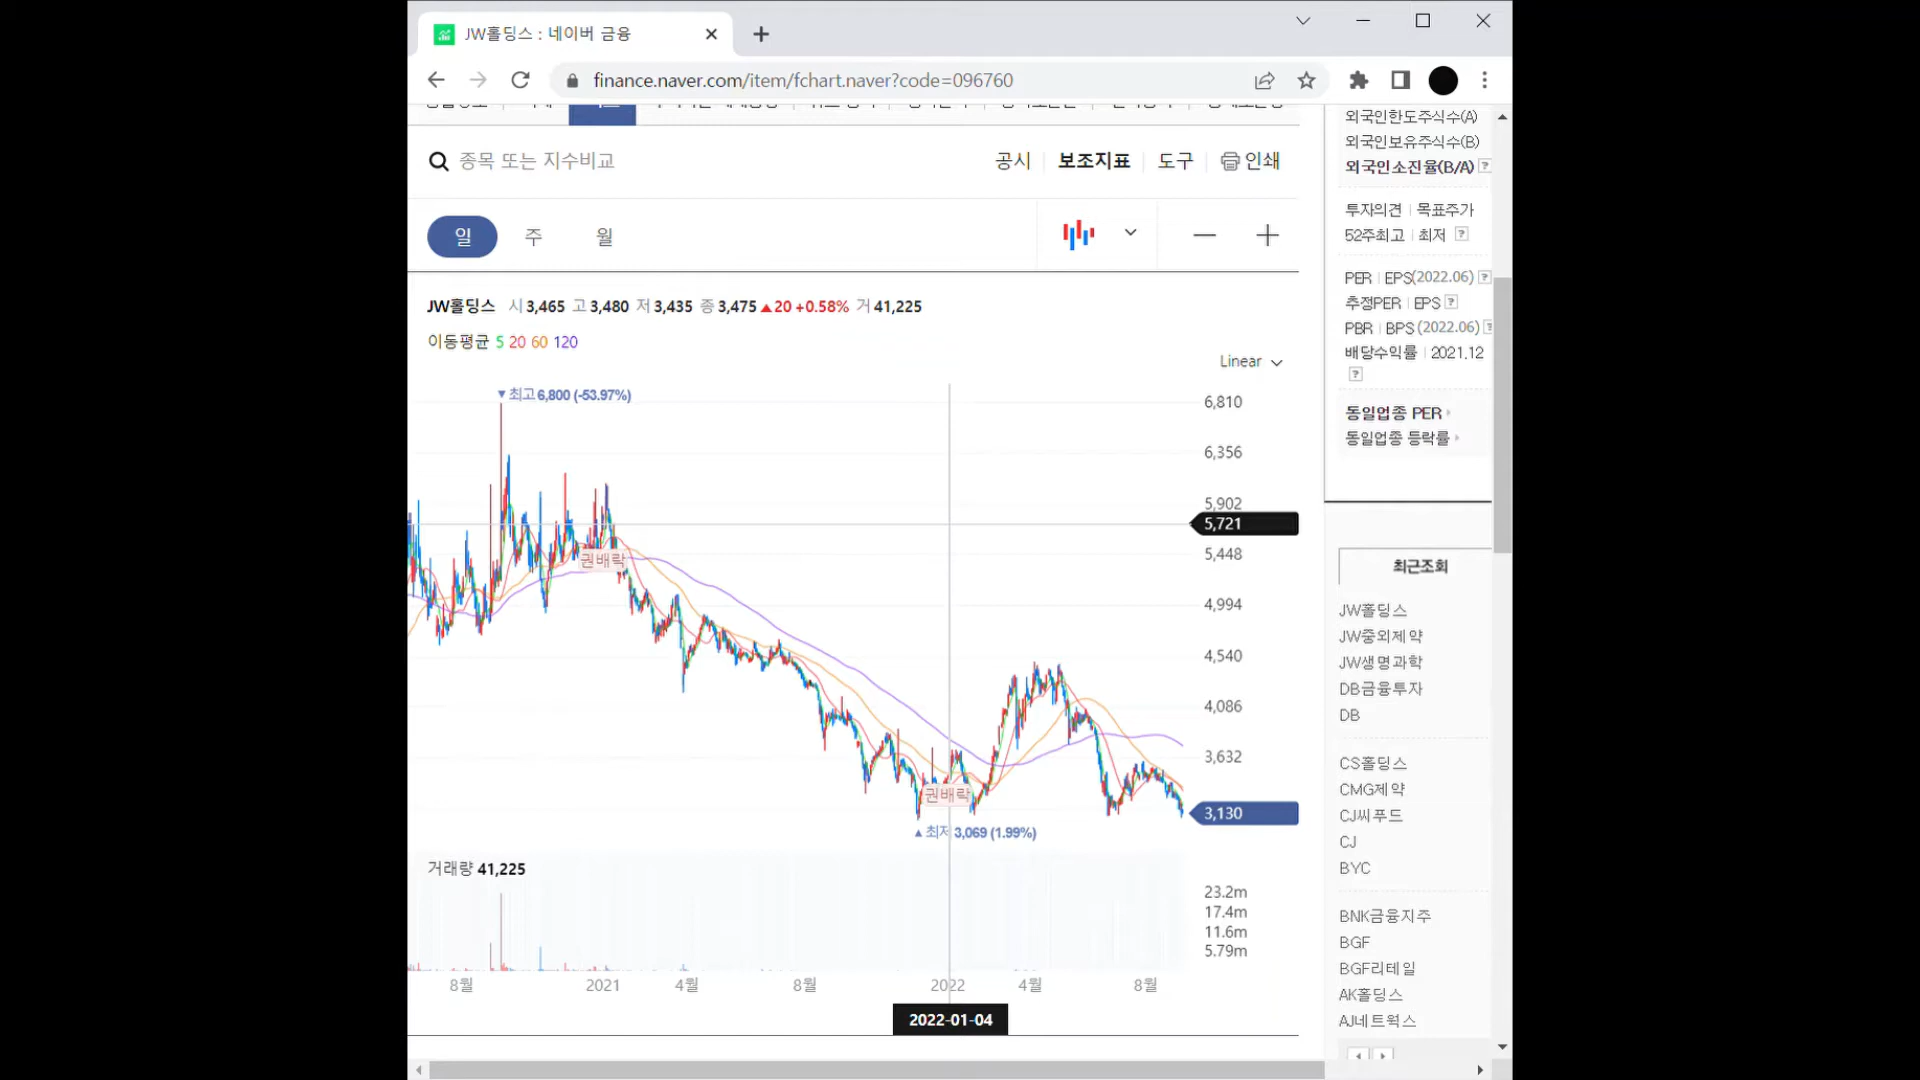 JW홀딩스 : 네이버 금융
finance.naver.com/item/fchart.naver?code=096760
종목 또는 지수비교
공시 보조지표 도구 인쇄
일 주 월
JW홀딩스 시 3,465 고 3,480 저 3,435 종 3,475 ▲20 +0.58% 거 41,225
이동평균 5 20 60 120
Linear
▼최고 6,800 (-53.97%)
6,810
6,356
5,902
5,721
5,448
4,994
4,540
4,086
3,632
3,130
권배락
권배락
▲최저 3,069 (1.99%)
거래량 41,225
23.2m
17.4m
11.6m
5.79m
8월 2021 4월 8월 2022 4월 8월
2022-01-04
외국인한도주식수(A)
외국인보유주식수(B)
외국인소진율(B/A) ?
투자의견 | 목표주가
52주최고 | 최저 ?
PER | EPS(2022.06) ?
추정PER | EPS ?
PBR | BPS (2022.06) ?
배당수익률 | 2021.12
?
동일업종 PER
동일업종 등락률
최근조회
JW홀딩스
JW중외제약
JW생명과학
DB금융투자
DB
CS홀딩스
CMG제약
CJ씨푸드
CJ
BYC
BNK금융지주
BGF
BGF리테일
AK홀딩스
AJ네트웍스